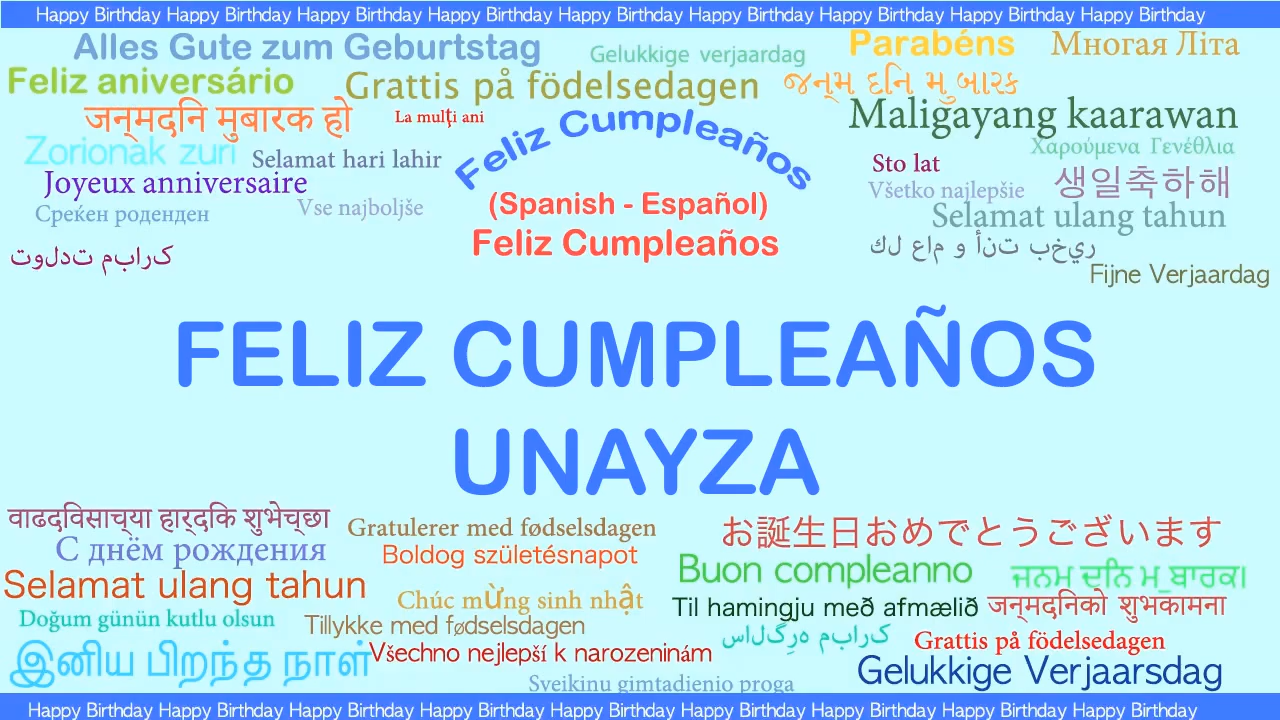 Happy Birthday Happy Birthday Happy Birthday Happy Birthday Happy Birthday Happy Birthday Happy Birthday Happy Birthday Happy Birthday
Alles Gute zum Geburtstag
Gelukkige verjaardag
Parabéns
Многая Літа
Feliz aniversário
Grattis på födelsedagen
જન્મ દિન મુબારક
जन्मदिन मुबारक हो
La mulţi ani
Feliz Cumpleaños
Maligayang kaarawan
Zorionak zuri
Selamat hari lahir
Χαρούμενα Γενέθλια
Sto lat
Joyeux anniversaire
Všetko najlepšie
생일축하해
Среќен роденден
Vse najboljše
(Spanish - Español)
Selamat ulang tahun
Feliz Cumpleaños
تولدت مبارک
كل عام و أنت بخير
Fijne Verjaardag
FELIZ CUMPLEAÑOS
UNAYZA
वाढदिवसाच्या हार्दिक शुभेच्छा
Gratulerer med fødselsdagen
お誕生日おめでとうございます
С днём рождения
Boldog születésnapot
Buon compleanno
ਜਨਮ ਦਿਨ ਮੁਬਾਰਕ।
Selamat ulang tahun
Chúc mừng sinh nhật
Til hamingju með afmælið
जन्मदिनको शुभकामना
Doğum günün kutlu olsun
Tillykke med fødselsdagen
سالگرہ مبارک
Grattis på födelsedagen
இனிய பிறந்த நாள்
Všechno nejlepší k narozeninám
Gelukkige Verjaarsdag
Sveikinu gimtadienio proga
Happy Birthday Happy Birthday Happy Birthday Happy Birthday Happy Birthday Happy Birthday Happy Birthday Happy Birthday Happy Birthday